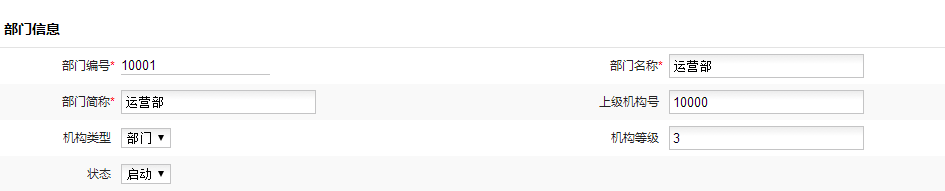 部门信息
部门编号* 10001 部门名称* 运营部
部门简称* 运营部 上级机构号 10000
机构类型 部门 ▼ 机构等级 3
状态 启动 ▼